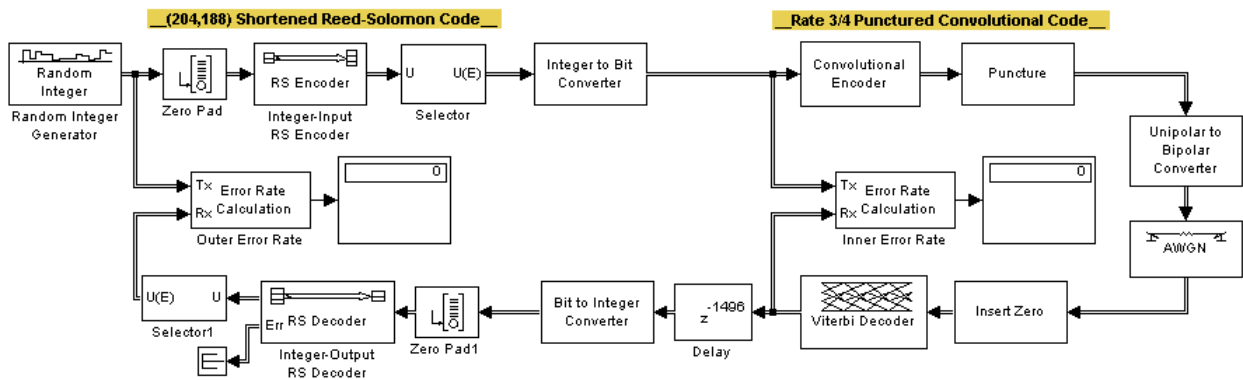 __(204,188) Shortened Reed-Solomon Code__
__Rate 3/4 Punctured Convolutional Code__
Random
Integer
Random Integer
Generator
Zero Pad
RS Encoder
Integer-Input
RS Encoder
U U(E)
Selector
Integer to Bit
Converter
Convolutional
Encoder
Puncture
Unipolar to
Bipolar
Converter
Tx
Rx
Error Rate
Calculation
Outer Error Rate
0
Tx
Rx
Error Rate
Calculation
Inner Error Rate
0
AWGN
U(E) U
Selector1
RS Decoder
Err
Integer-Output
RS Decoder
Zero Pad1
Bit to Integer
Converter
z-1496
Delay
Viterbi Decoder
Insert Zero